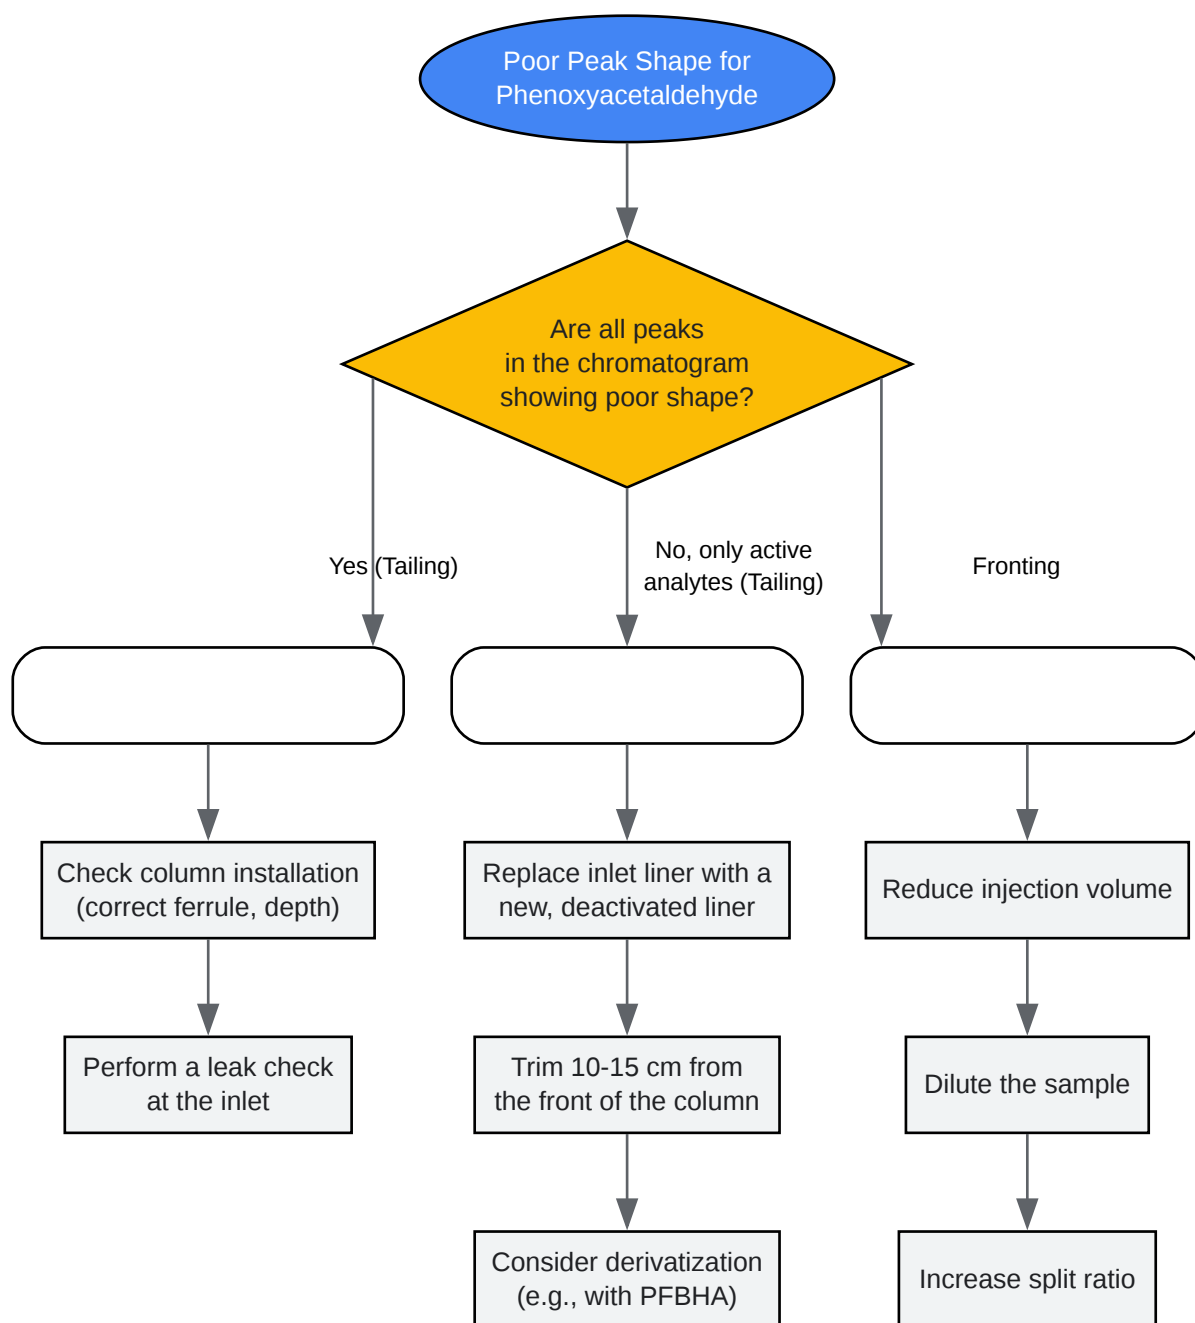 Poor Peak Shape for
Phenoxyacetaldehyde
Are all peaks
in the chromatogram
showing poor shape?
Yes (Tailing)
No, only active
analytes (Tailing)
Fronting
Check column installation
(correct ferrule, depth)
Replace inlet liner with a
new, deactivated liner
Reduce injection volume
Perform a leak check
at the inlet
Trim 10-15 cm from
the front of the column
Dilute the sample
Consider derivatization
(e.g., with PFBHA)
Increase split ratio